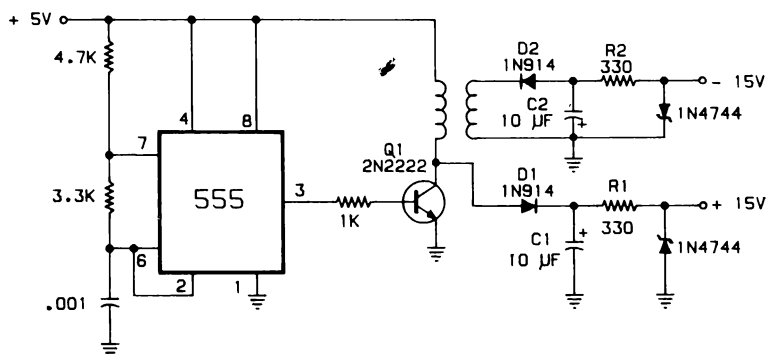 + 5V
4.7K
7
3.3K
6
.001
4
8
555
3
2
1
1K
Q1
2N2222
D2
1N914
R2
330
- 15V
C2
10 µF
+
1N4744
D1
1N914
R1
330
+ 15V
C1
10 µF
+
1N4744